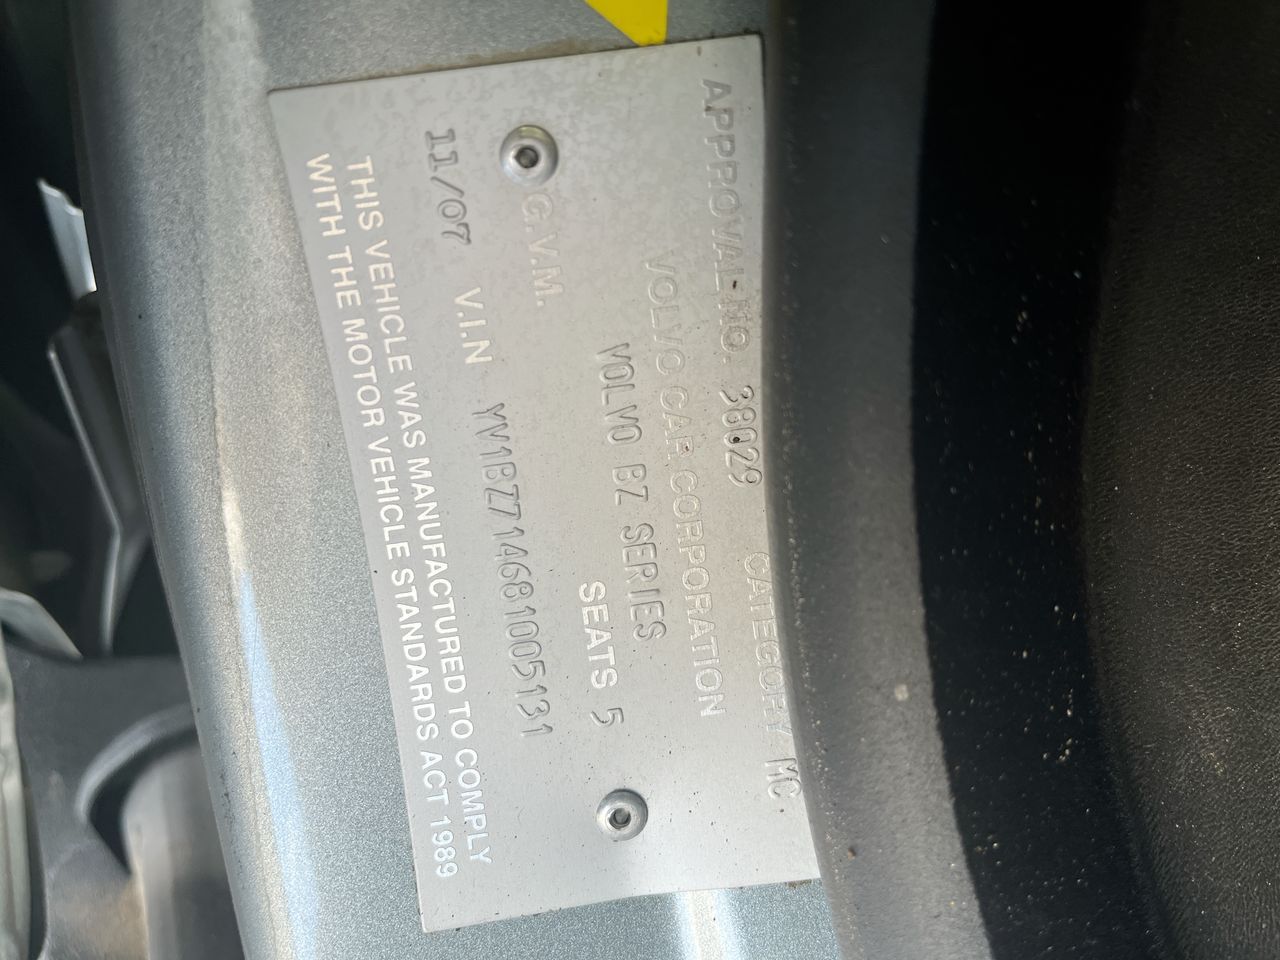 APPROVAL NO. 38029 CATEGORY MC
VOLVO CAR CORPORATION
VOLVO BZ SERIES
G.V.M. SEATS 5
11/07 V.I.N YV1BZ714681005131
THIS VEHICLE WAS MANUFACTURED TO COMPLY
WITH THE MOTOR VEHICLE STANDARDS ACT 1989